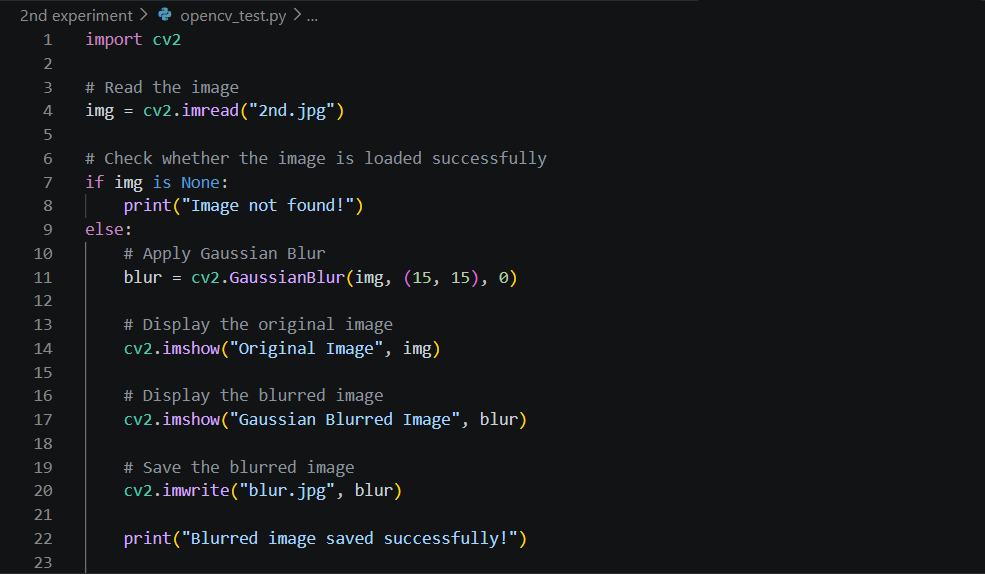 2nd experiment > opencv_test.py > ...
1 import cv2
2
3 # Read the image
4 img = cv2.imread("2nd.jpg")
5
6 # Check whether the image is loaded successfully
7 if img is None:
8     print("Image not found!")
9 else:
10     # Apply Gaussian Blur
11     blur = cv2.GaussianBlur(img, (15, 15), 0)
12
13     # Display the original image
14     cv2.imshow("Original Image", img)
15
16     # Display the blurred image
17     cv2.imshow("Gaussian Blurred Image", blur)
18
19     # Save the blurred image
20     cv2.imwrite("blur.jpg", blur)
21
22     print("Blurred image saved successfully!")
23